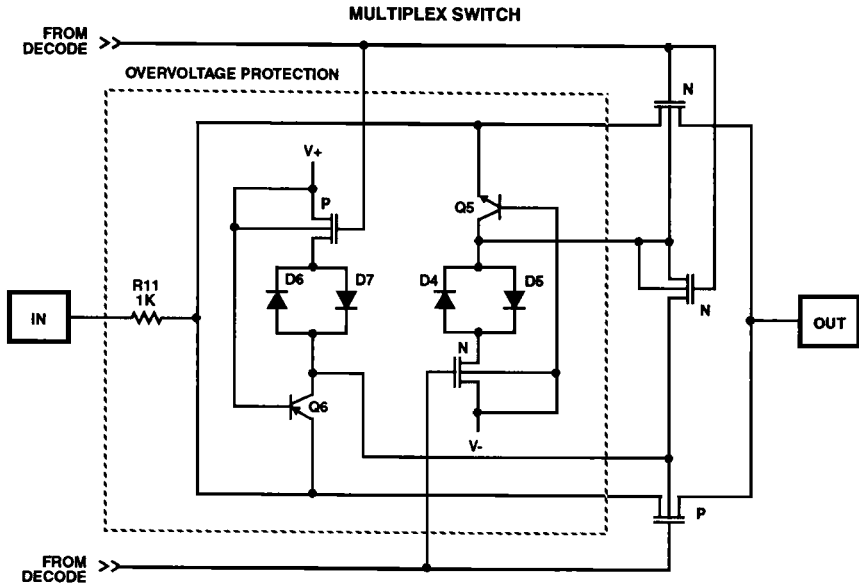 MULTIPLEX SWITCH
FROM
DECODE
OVERVOLTAGE PROTECTION
N
V+
P
Q5
D6
D7
D4
D5
R11
1K
IN
N
OUT
N
Q6
V-
P
FROM
DECODE